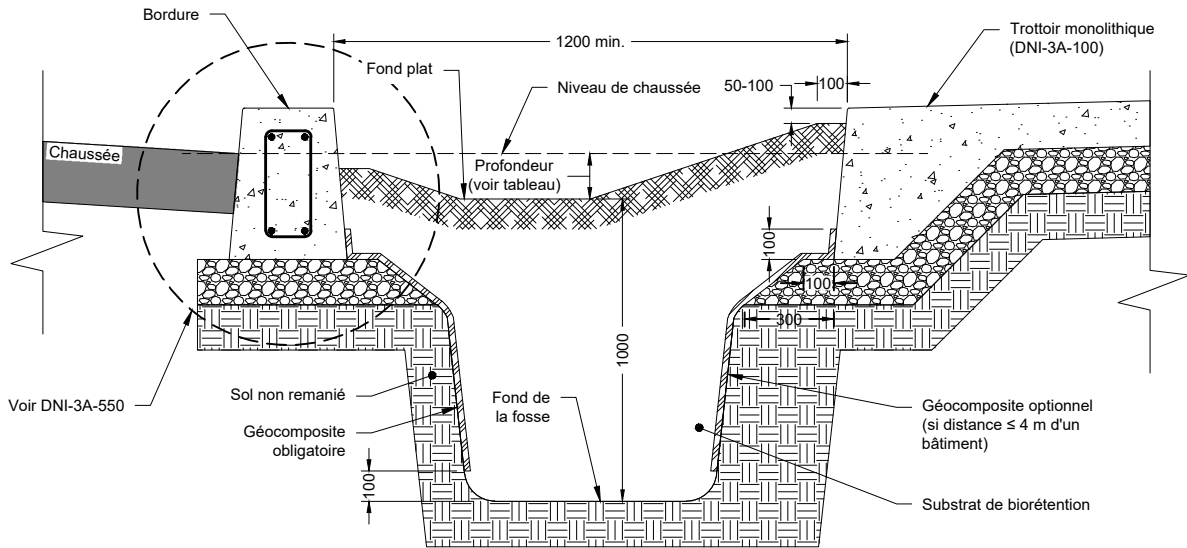 Bordure
1200 min.
Trottoir monolithique
(DNI-3A-100)
Fond plat
50-100
100
Niveau de chaussée
Chaussée
Profondeur
(voir tableau)
100
100
300
1000
Voir DNI-3A-550
Sol non remanié
Fond de
la fosse
Géocomposite optionnel
(si distance ≤ 4 m d'un
bâtiment)
Géocomposite
obligatoire
100
Substrat de biorétention